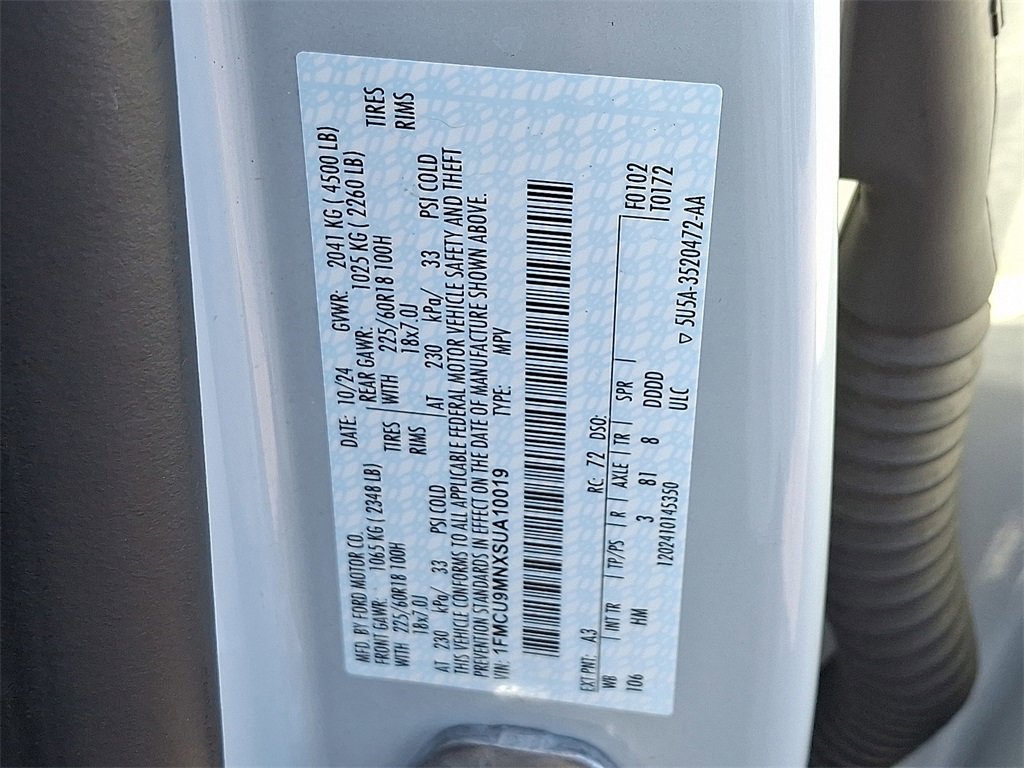 MFD. BY FORD MOTOR CO. DATE: 10/24 GVWR: 2041 KG ( 4500 LB)
FRONT GAWR: 1065 KG ( 2348 LB) REAR GAWR: 1025 KG ( 2260 LB)
WITH 225/60R18 100H TIRES WITH 225/60R18 100H TIRES
18x7.0J RIMS 18x7.0J RIMS
AT 230 kPa/ 33 PSI COLD AT 230 kPa/ 33 PSI COLD
THIS VEHICLE CONFORMS TO ALL APPLICABLE FEDERAL MOTOR VEHICLE SAFETY AND THEFT
PREVENTION STANDARDS IN EFFECT ON THE DATE OF MANUFACTURE SHOWN ABOVE.
VIN: 1FMCU9MNXSUA10019 TYPE: MPV
EXT PNT: A3 RC: 72 DSO:
WB | MTR | TP/PS | R | AXLE | TR | SPR | F0102
106 HM 3 81 8 DDDD T0172
1202410145350 ULC
▽ 5U5A-3520472-AA